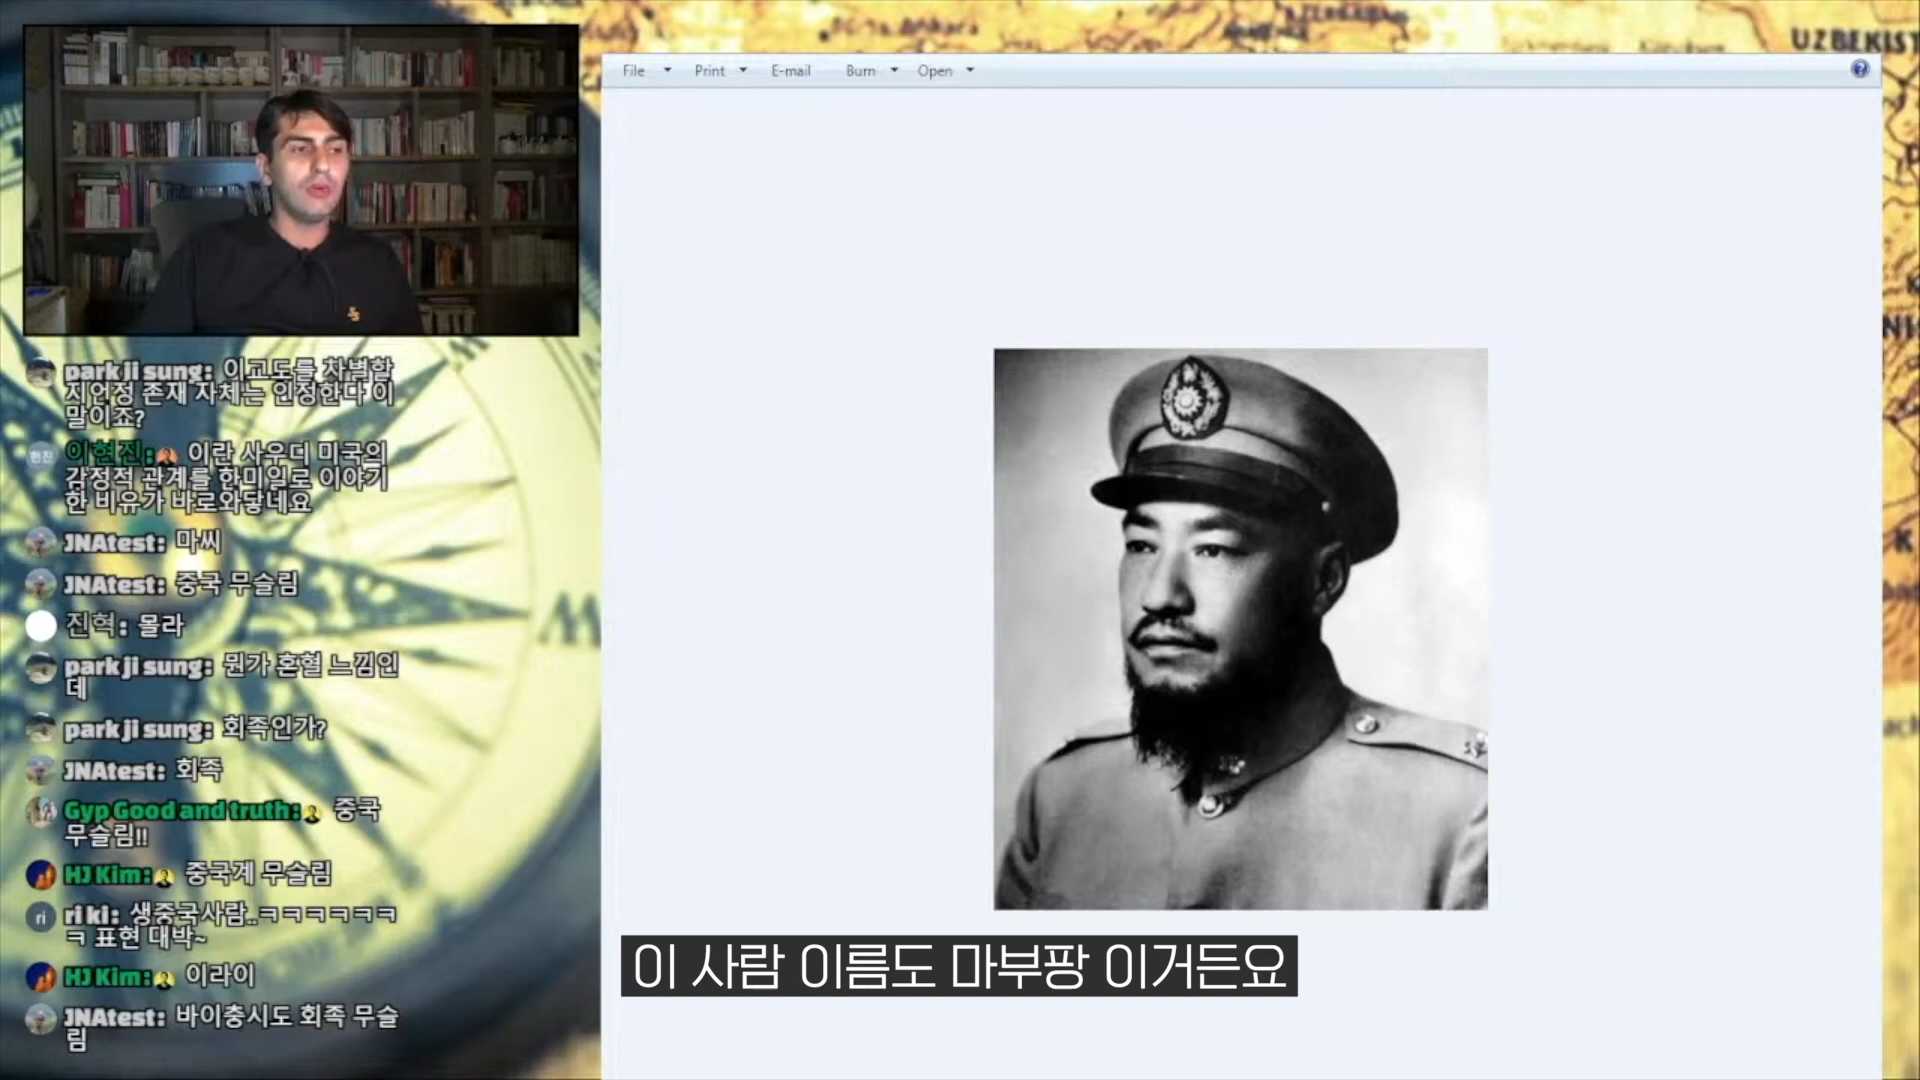 UZBEKIST
File
Print
E-mail
Burn
Open
park ji sung: 이교도를 차별할
지언정 존재 자체는 인정한다 이
말이죠?
현진 이현진: 이란 사우디 미국의
감정적 관계를 한미일로 이야기
한 비유가 바로와닿네요
JNAtest: 마씨
JNAtest: 중국 무슬림
진혁: 몰라
park ji sung: 뭔가 혼혈 느낌인
데
park ji sung: 회족인가?
JNAtest: 회족
Gyp Good and truth: 중국
무슬림!!
HJ Kim: 중국계 무슬림
ri ri ki: 생중국사람..ㅋㅋㅋㅋㅋㅋ
ㅋ 표현 대박~
HJ Kim: 이라이
JNAtest: 바이충시도 회족 무슬
림
이 사람 이름도 마부팡 이거든요